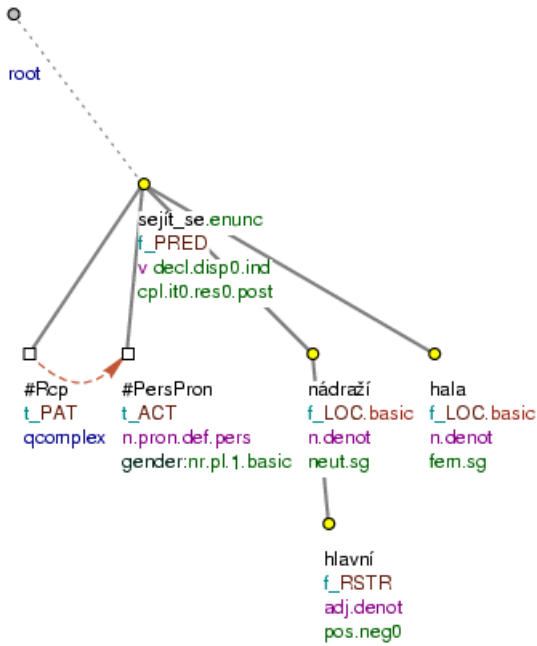 root
sejít_se.enunc
f_PRED
v decl.disp0.ind
cpl.it0.res0.post
#Rcp
t_PAT
qcomplex
#PersPron
t_ACT
n.pron.def.pers
gender:nr.pl.1.basic
nádraží
f_LOC.basic
n.denot
neut.sg
hala
f_LOC.basic
n.denot
fem.sg
hlavní
f_RSTR
adj.denot
pos.neg0